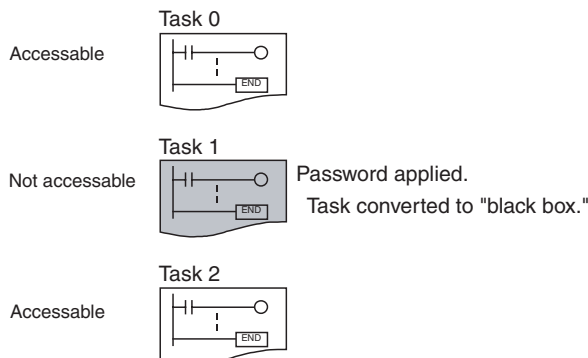 Task 0
Accessable
END
Task 1
Not accessable
Password applied.
END
Task converted to "black box."
Task 2
Accessable
END